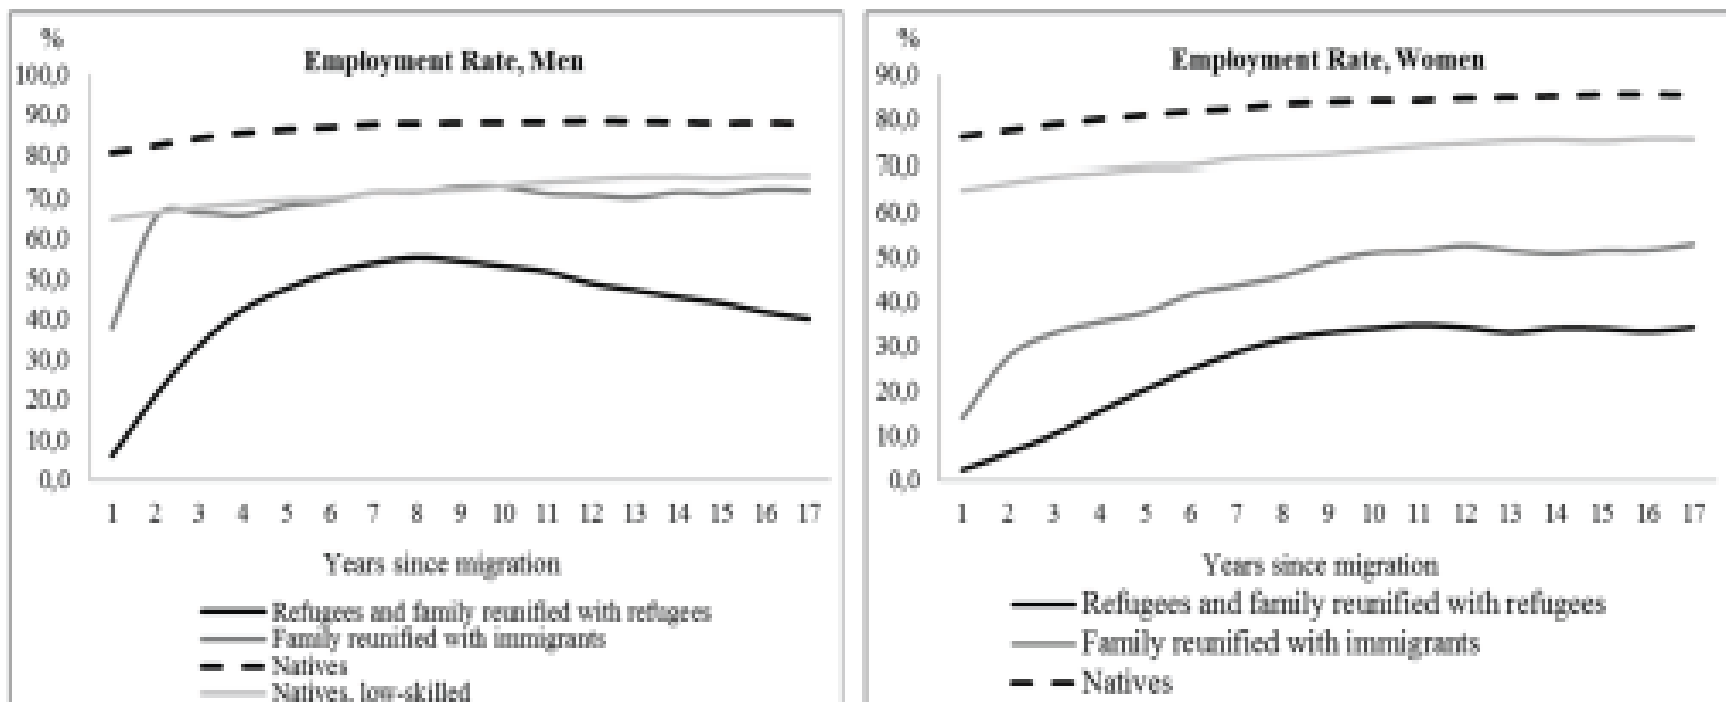 %
Employment Rate, Men
100,0
90,0
80,0
70,0
60,0
50,0
40,0
30,0
20,0
10,0
0,0
1 2 3 4 5 6 7 8 9 10 11 12 13 14 15 16 17
Years since migration
Refugees and family reunified with refugees
Family reunified with immigrants
Natives
Natives, low-skilled
%
Employment Rate, Women
90,0
80,0
70,0
60,0
50,0
40,0
30,0
20,0
10,0
0,0
1 2 3 4 5 6 7 8 9 10 11 12 13 14 15 16 17
Years since migration
Refugees and family reunified with refugees
Family reunified with immigrants
Natives